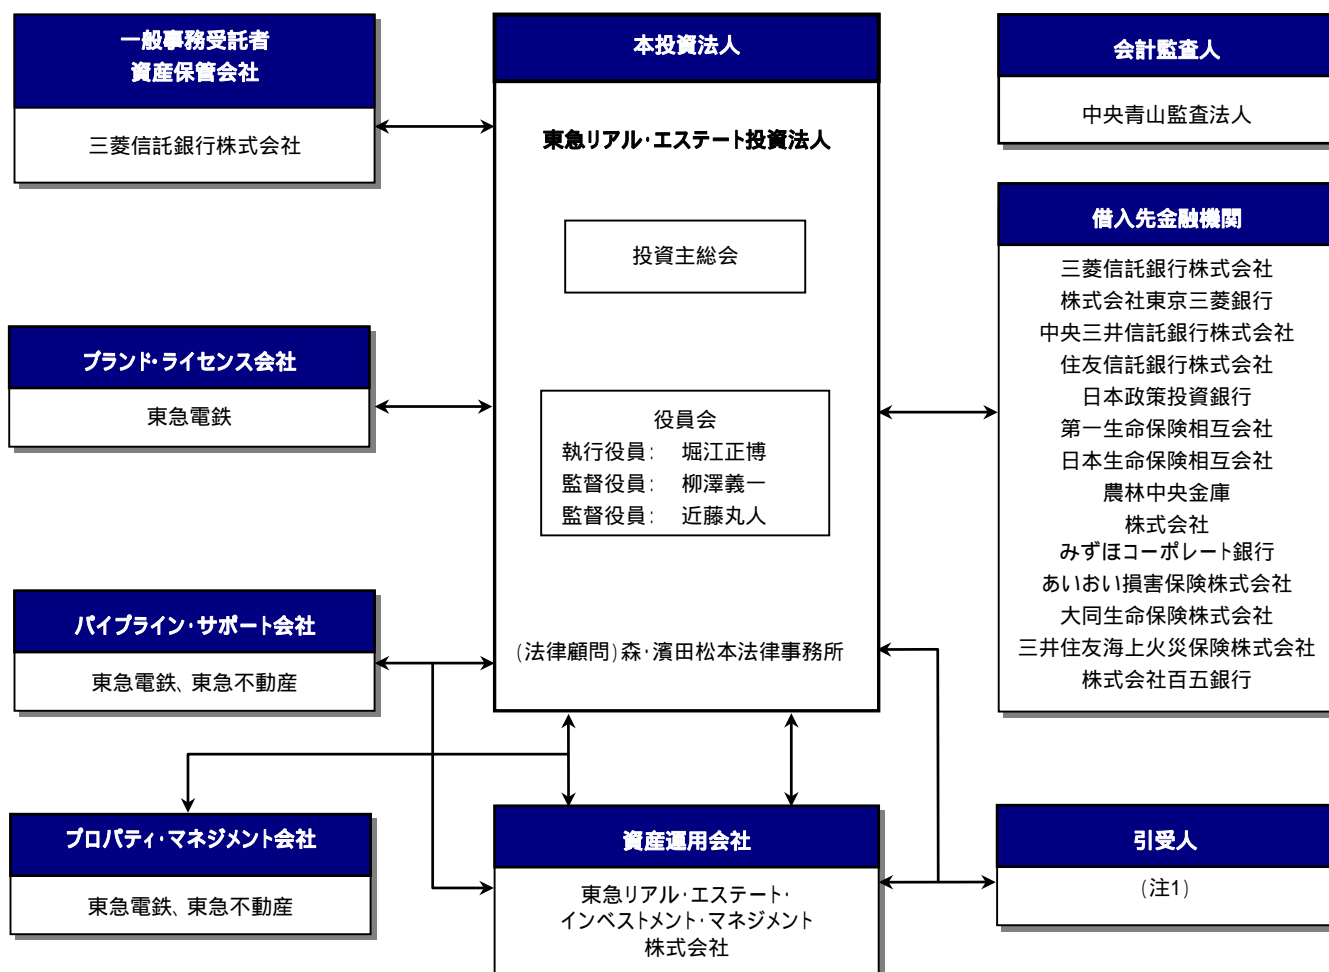 一般事務受託者
資産保管会社
三菱信託銀行株式会社
ブランド・ライセンス会社
東急電鉄
パイプライン・サポート会社
東急電鉄、東急不動産
プロパティ・マネジメント会社
東急電鉄、東急不動産
本投資法人
東急リアル・エステート投資法人
投資主総会
役員会
執行役員: 堀江正博
監督役員: 柳澤義一
監督役員: 近藤丸人
(法律顧問)森・濱田松本法律事務所
資産運用会社
東急リアル・エステート・
インベストメント・マネジメント
株式会社
会計監査人
中央青山監査法人
借入先金融機関
三菱信託銀行株式会社
株式会社東京三菱銀行
中央三井信託銀行株式会社
住友信託銀行株式会社
日本政策投資銀行
第一生命保険相互会社
日本生命保険相互会社
農林中央金庫
株式会社
みずほコーポレート銀行
あいおい損害保険株式会社
大同生命保険株式会社
三井住友海上火災保険株式会社
株式会社百五銀行
引受人
(注1)